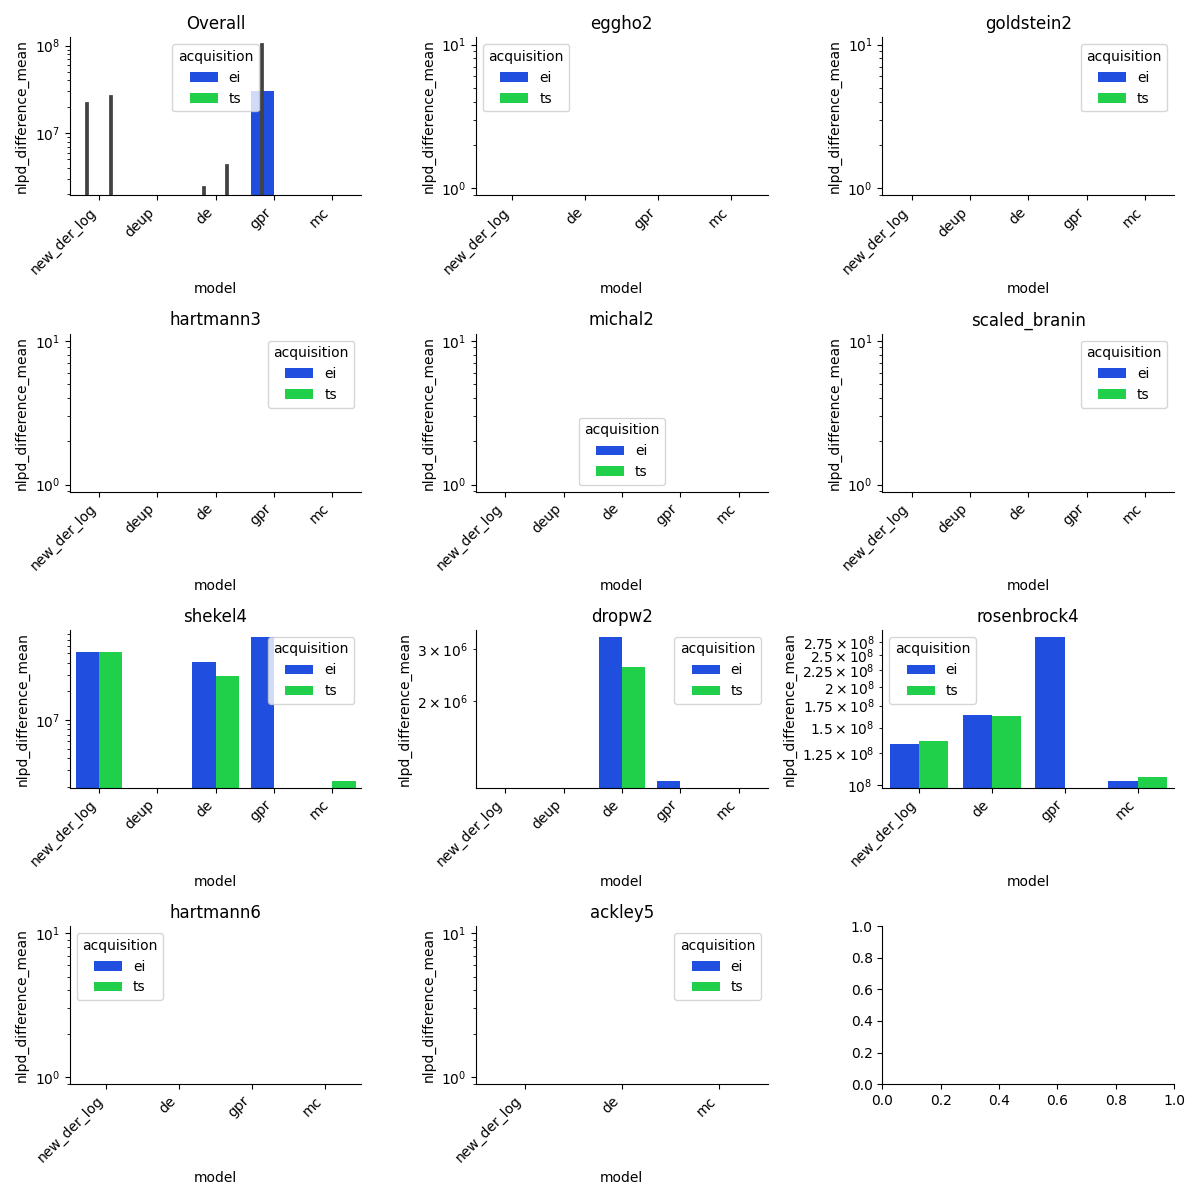 Overall
nlpd_difference_mean
10^8
10^7
acquisition
ei
ts
new_der_log
deup
de
gpr
mc
model
eggho2
nlpd_difference_mean
10^1
10^0
acquisition
ei
ts
new_der_log
de
gpr
mc
model
goldstein2
nlpd_difference_mean
10^1
10^0
acquisition
ei
ts
new_der_log
deup
de
gpr
mc
model
hartmann3
nlpd_difference_mean
10^1
10^0
acquisition
ei
ts
new_der_log
deup
de
gpr
mc
model
michal2
nlpd_difference_mean
10^1
10^0
acquisition
ei
ts
new_der_log
deup
de
gpr
mc
model
scaled_branin
nlpd_difference_mean
10^1
10^0
acquisition
ei
ts
new_der_log
deup
de
gpr
mc
model
shekel4
nlpd_difference_mean
10^7
acquisition
ei
ts
new_der_log
deup
de
gpr
mc
model
dropw2
nlpd_difference_mean
3 × 10^6
2 × 10^6
acquisition
ei
ts
new_der_log
deup
de
gpr
mc
model
rosenbrock4
nlpd_difference_mean
2.75 × 10^8
2.5 × 10^8
2.25 × 10^8
2 × 10^8
1.75 × 10^8
1.5 × 10^8
1.25 × 10^8
10^8
acquisition
ei
ts
new_der_log
de
gpr
mc
model
hartmann6
nlpd_difference_mean
10^1
10^0
acquisition
ei
ts
new_der_log
de
gpr
mc
model
ackley5
nlpd_difference_mean
10^1
10^0
acquisition
ei
ts
new_der_log
de
mc
model
1.0
0.8
0.6
0.4
0.2
0.0
0.0 0.2 0.4 0.6 0.8 1.0